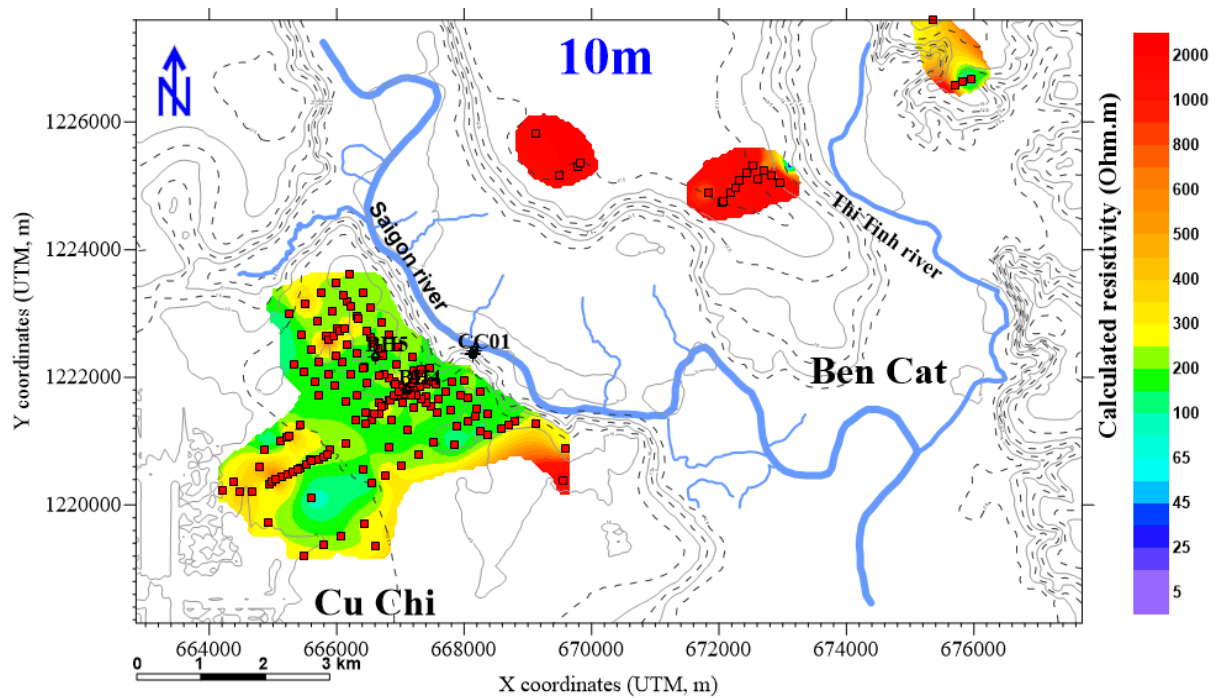 10m
N
1226000
1224000
1222000
1220000
Y coordinates (UTM, m)
Saigon river
Thi Tinh river
BH5
CC01
BH4
Ben Cat
Cu Chi
664000 666000 668000 670000 672000 674000 676000
0 1 2 3 km
X coordinates (UTM, m)
Calculated resistivity (Ohm.m)
2000
1000
800
600
500
400
300
200
100
65
45
25
5